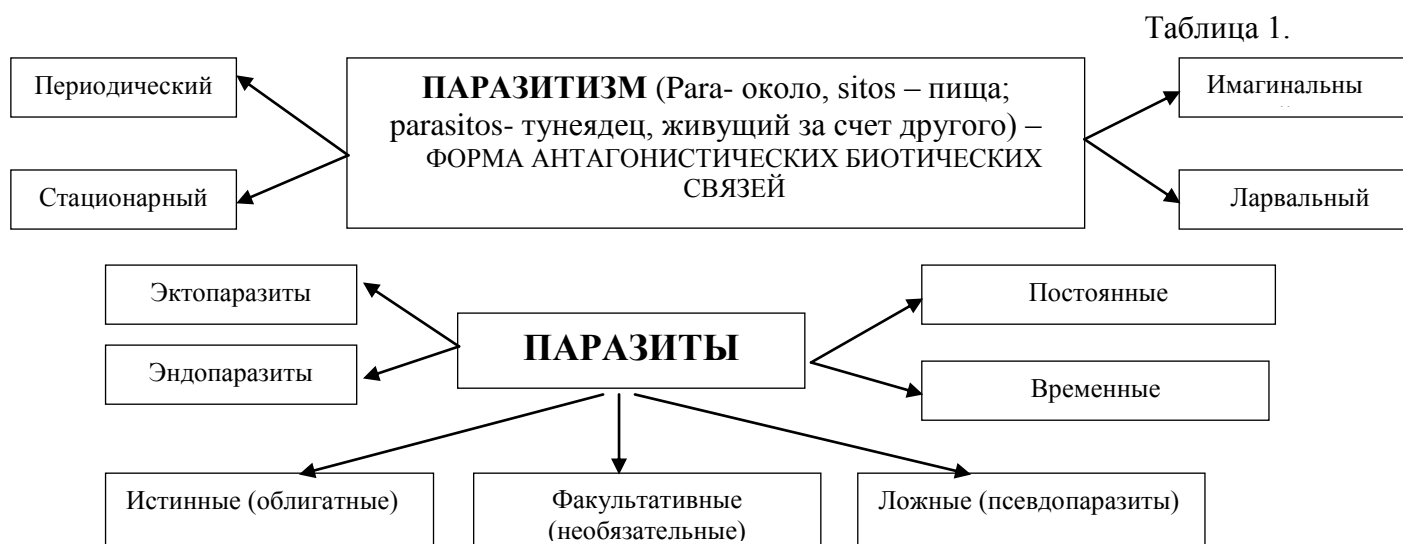 Таблица 1.
Периодический
Стационарный
ПАРАЗИТИЗМ (Para- около, sitos – пища;
parasitos- тунеядец, живущий за счет другого) –
ФОРМА АНТАГОНИСТИЧЕСКИХ БИОТИЧЕСКИХ
СВЯЗЕЙ
Имагинальны
Ларвальный
Эктопаразиты
Эндопаразиты
ПАРАЗИТЫ
Постоянные
Временные
Истинные (облигатные)
Факультативные
(необязательные)
Ложные (псевдопаразиты)